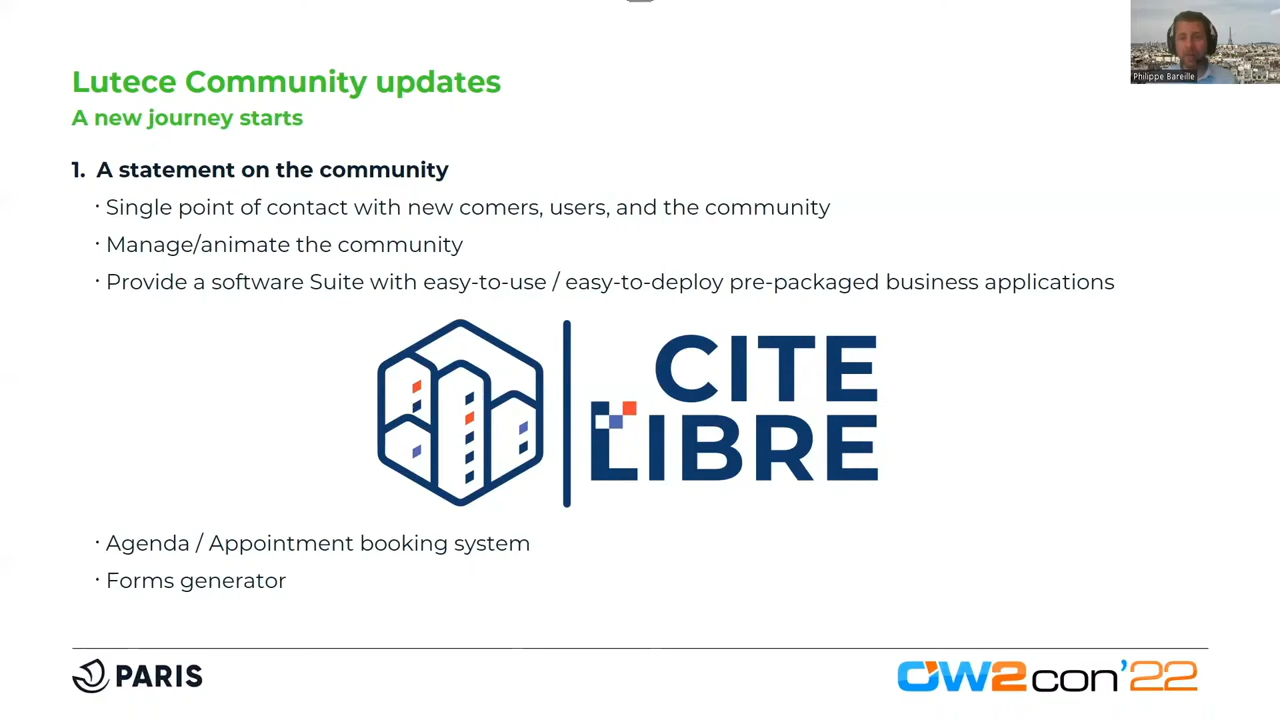 Philippe Bareille
Lutece Community updates
A new journey starts
1. A statement on the community
· Single point of contact with new comers, users, and the community
· Manage/animate the community
· Provide a software Suite with easy-to-use / easy-to-deploy pre-packaged business applications
CITE
LIBRE
· Agenda / Appointment booking system
· Forms generator
PARIS
OW2con'22